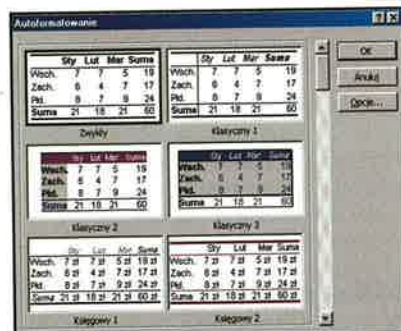 Autoformatowanie
Sty Lut Mar Suma
Wsch. 7 7 5 19
Zach. 6 4 7 17
Płd. 8 7 9 24
Suma 21 18 21 60
Zwykły
Sty Lut Mar Suma
Wsch. 7 7 5 19
Zach. 6 4 7 17
Płd. 8 7 9 24
Suma 21 18 21 60
Klasyczny 1
OK
Anuluj
Opcje...
Sty Lut Mar Suma
Wsch. 7 7 5 19
Zach. 6 4 7 17
Płd. 8 7 9 24
Suma 21 18 21 60
Klasyczny 2
Sty Lut Mar Suma
Wsch. 7 7 5 19
Zach. 6 4 7 17
Płd. 8 7 9 24
Suma 21 18 21 60
Klasyczny 3
Sty Lut Mar Suma
Wsch. 7 zł 7 zł 5 zł 19 zł
Zach. 6 zł 4 zł 7 zł 17 zł
Płd. 8 zł 7 zł 9 zł 24 zł
Suma 21 zł 18 zł 21 zł 60 zł
Księgowy 1
Sty Lut Mar Suma
Wsch. 7 zł 7 zł 5 zł 19 zł
Zach. 6 zł 4 zł 7 zł 17 zł
Płd. 8 zł 7 zł 9 zł 24 zł
Suma 21 zł 18 zł 21 zł 60 zł
Księgowy 2